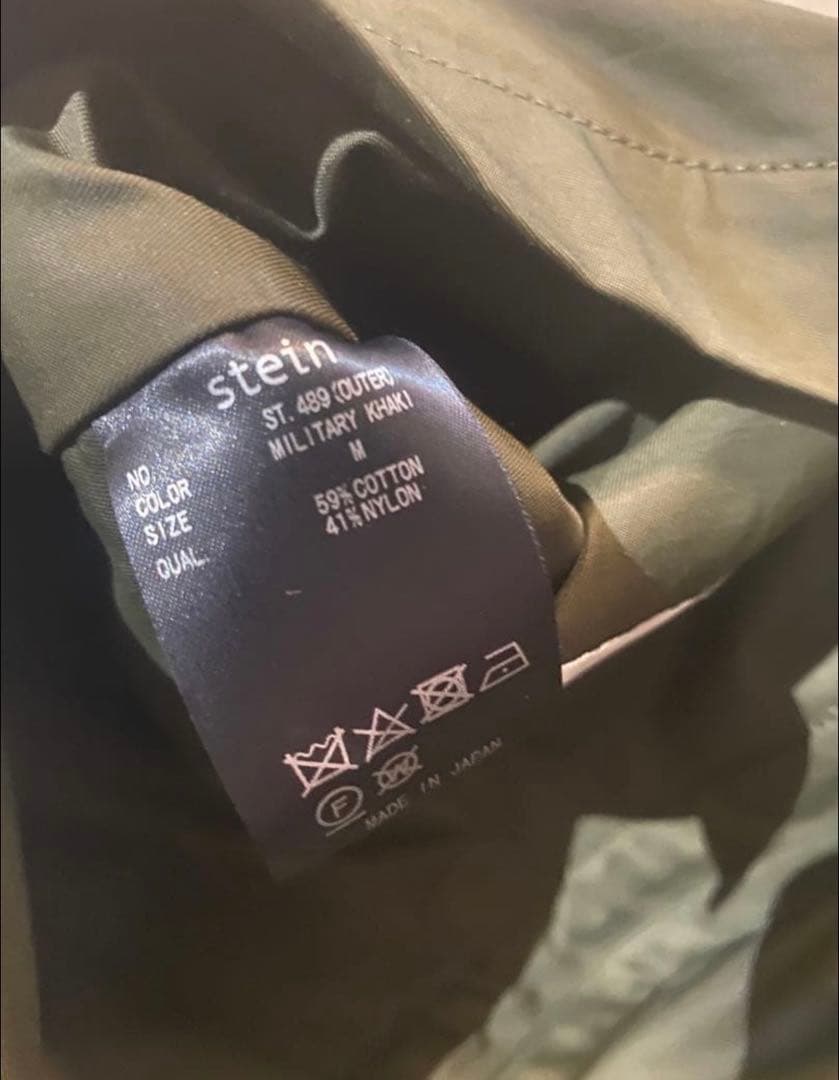 stein
NO ST. 489 (OUTER)
COLOR MILITARY KHAKI
SIZE M
QUAL. 59% COTTON
41% NYLON
F
W
MADE IN JAPAN